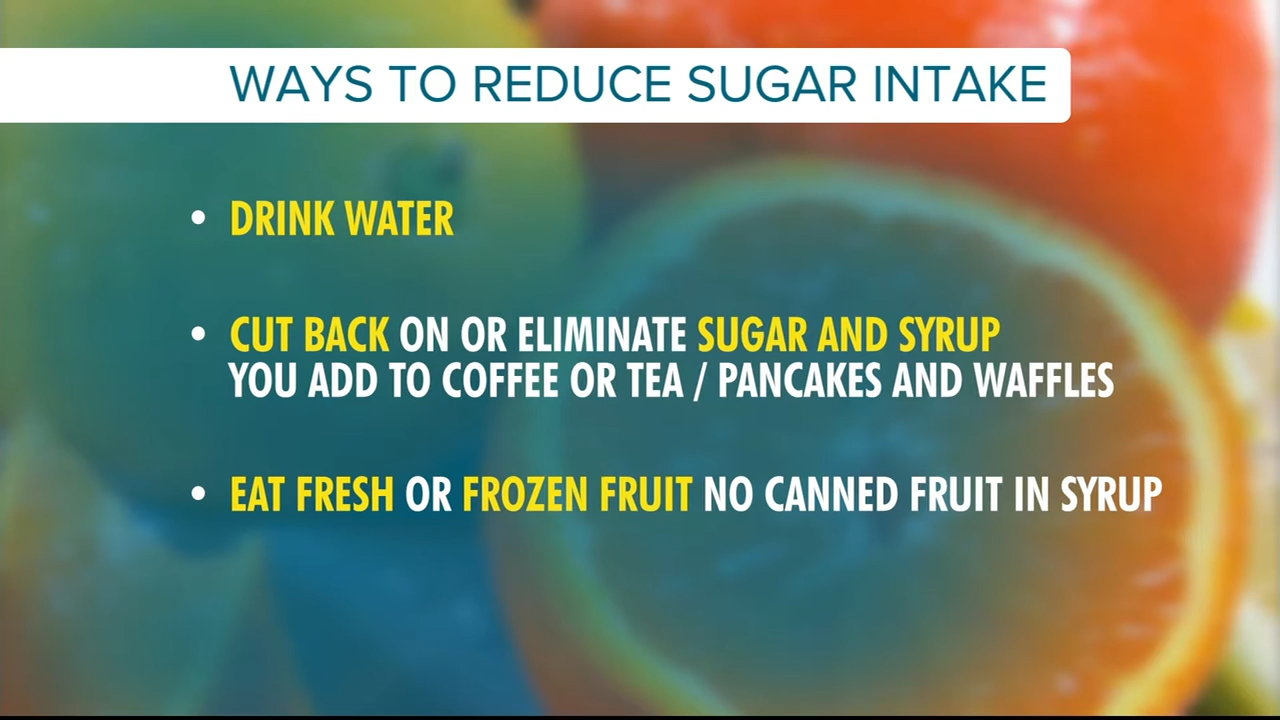 WAYS TO REDUCE SUGAR INTAKE
• DRINK WATER
• CUT BACK ON OR ELIMINATE SUGAR AND SYRUP
YOU ADD TO COFFEE OR TEA / PANCAKES AND WAFFLES
• EAT FRESH OR FROZEN FRUIT NO CANNED FRUIT IN SYRUP